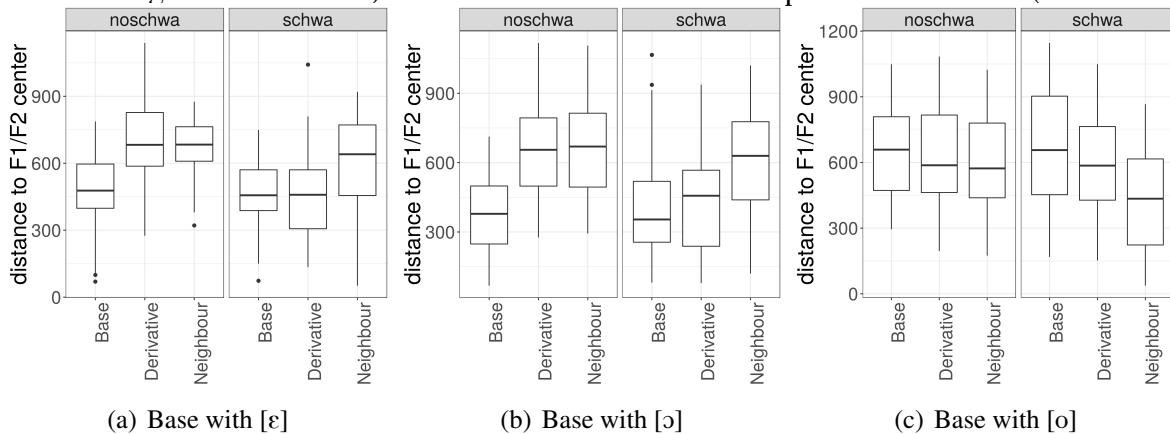 noschwa schwa
noschwa schwa
noschwa schwa
distance to F1/F2 center
900
600
300
0
Base
Derivative
Neighbour
Base
Derivative
Neighbour
distance to F1/F2 center
900
600
300
Base
Derivative
Neighbour
Base
Derivative
Neighbour
distance to F1/F2 center
1200
900
600
300
0
Base
Derivative
Neighbour
Base
Derivative
Neighbour
(a) Base with [ɛ]
(b) Base with [ɔ]
(c) Base with [o]